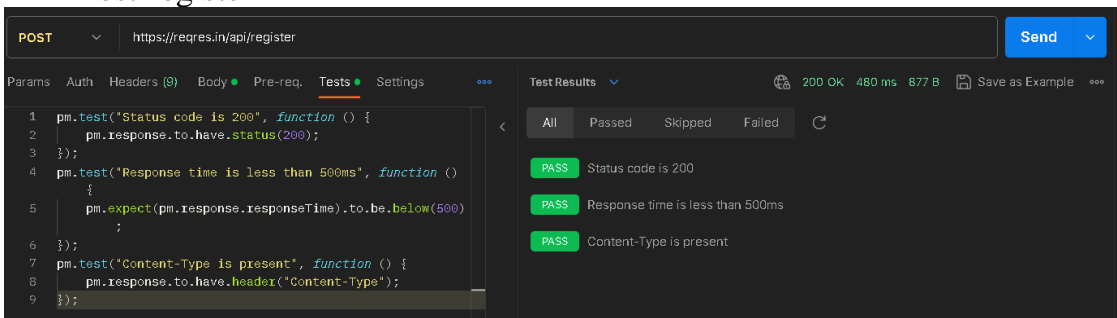 POST https://reqres.in/api/register Send
Params Auth Headers (9) Body Pre-req. Tests Settings
Test Results 200 OK 480 ms 877 B Save as Example
1 pm.test("Status code is 200", function () {
2 pm.response.to.have.status(200);
3 });
4 pm.test("Response time is less than 500ms", function ()
{
5 pm.expect(pm.response.responseTime).to.be.below(500)
;
6 });
7 pm.test("Content-Type is present", function () {
8 pm.response.to.have.header("Content-Type");
9 });
All Passed Skipped Failed
PASS Status code is 200
PASS Response time is less than 500ms
PASS Content-Type is present